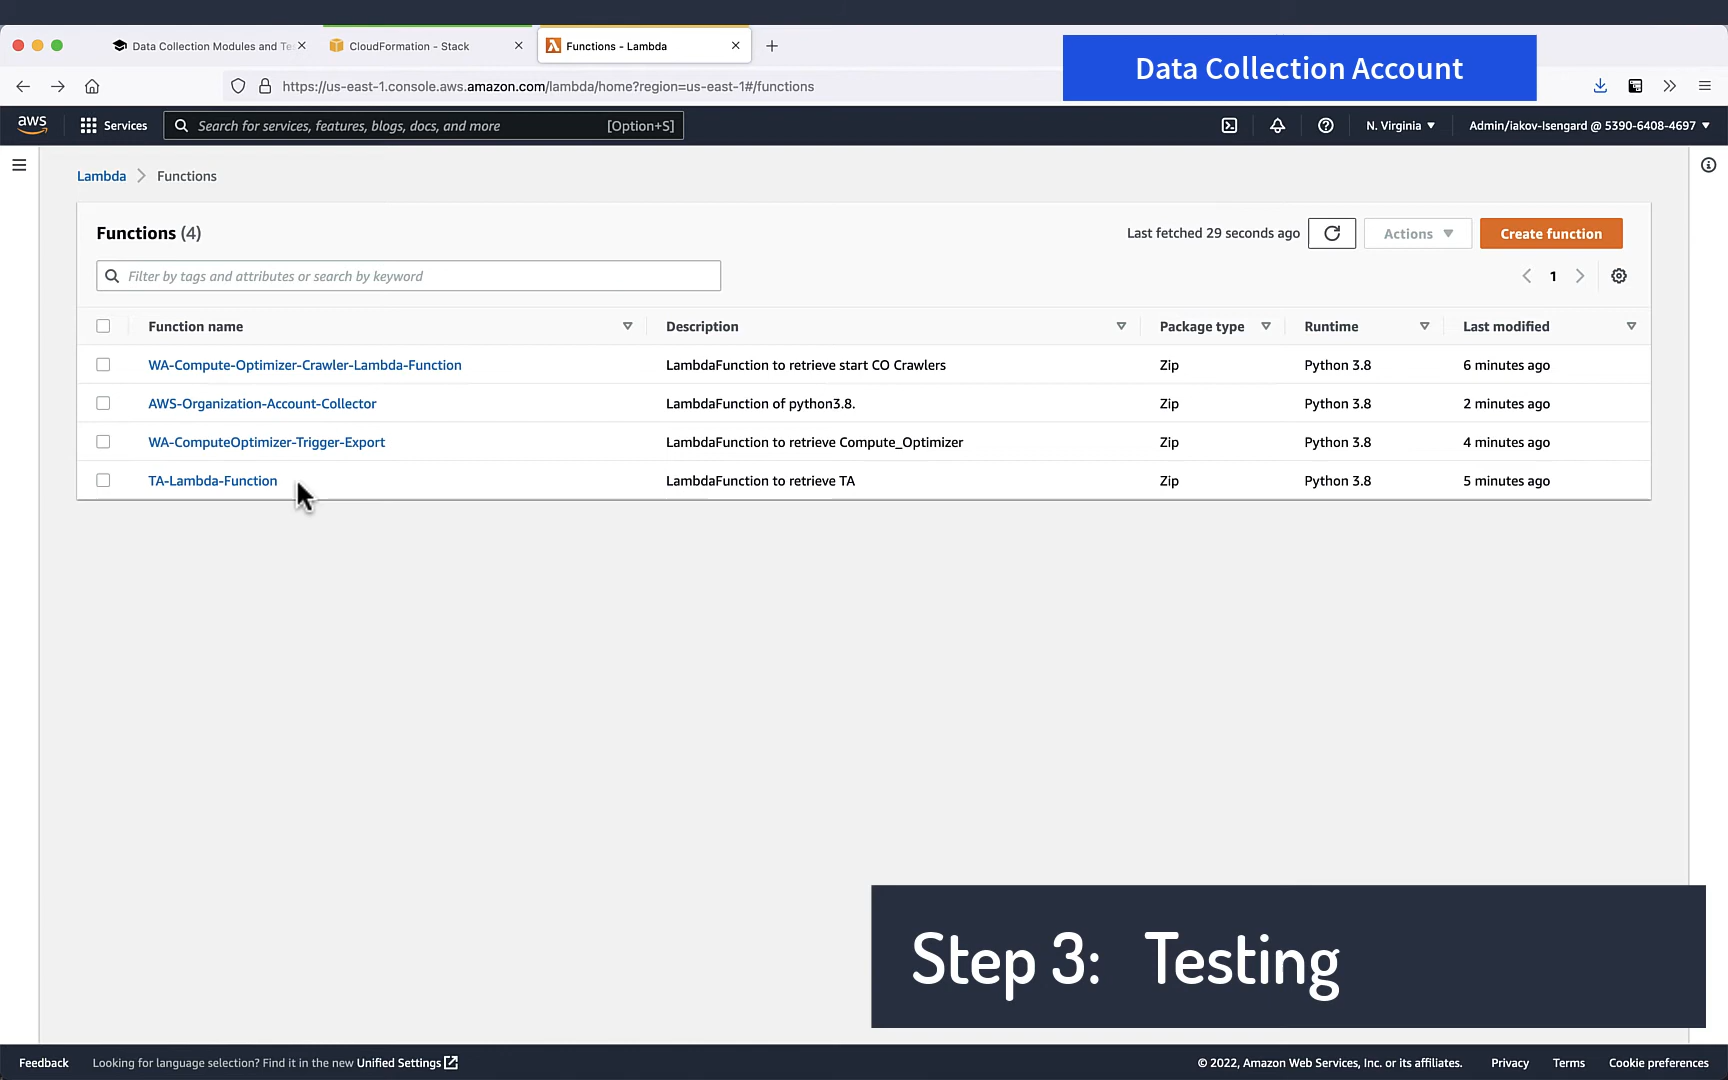 Data Collection Modules and Te
CloudFormation - Stack
Functions - Lambda
Data Collection Account
https://us-east-1.console.aws.amazon.com/lambda/home?region=us-east-1#/functions
aws
Services
Search for services, features, blogs, docs, and more
[Option+S]
N. Virginia
Admin/iakov-Isengard @ 5390-6408-4697
Lambda
Functions
Functions (4)
Last fetched 29 seconds ago
Actions
Create function
Filter by tags and attributes or search by keyword
1
Function name
Description
Package type
Runtime
Last modified
WA-Compute-Optimizer-Crawler-Lambda-Function
LambdaFunction to retrieve start CO Crawlers
Zip
Python 3.8
6 minutes ago
AWS-Organization-Account-Collector
LambdaFunction of python3.8.
Zip
Python 3.8
2 minutes ago
WA-ComputeOptimizer-Trigger-Export
LambdaFunction to retrieve Compute_Optimizer
Zip
Python 3.8
4 minutes ago
TA-Lambda-Function
LambdaFunction to retrieve TA
Zip
Python 3.8
5 minutes ago
Step 3: Testing
Feedback
Looking for language selection? Find it in the new Unified Settings
© 2022, Amazon Web Services, Inc. or its affiliates.
Privacy
Terms
Cookie preferences